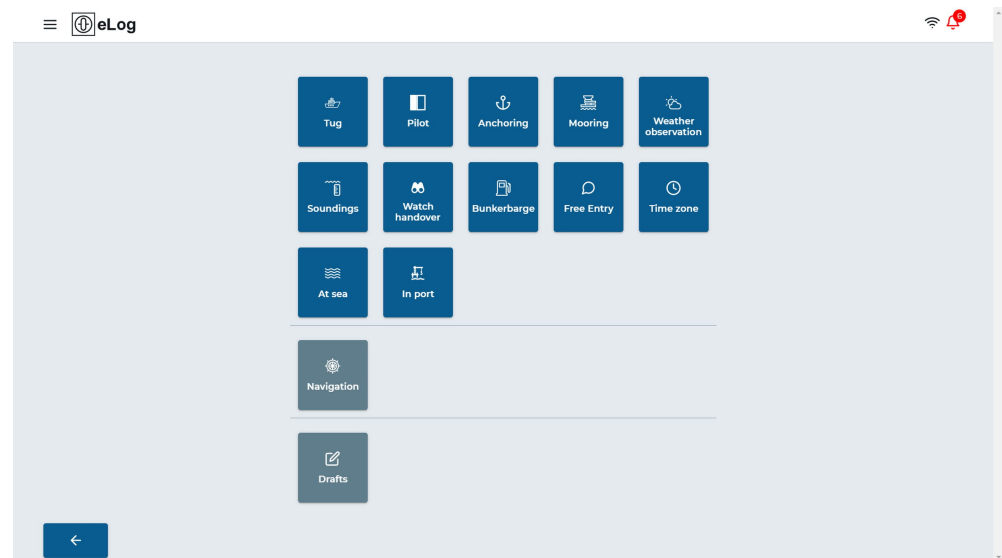 eLog
6
Tug
Pilot
Anchoring
Mooring
Weather
observation
Soundings
Watch
handover
Bunkerbarge
Free Entry
Time zone
At sea
In port
Navigation
Drafts